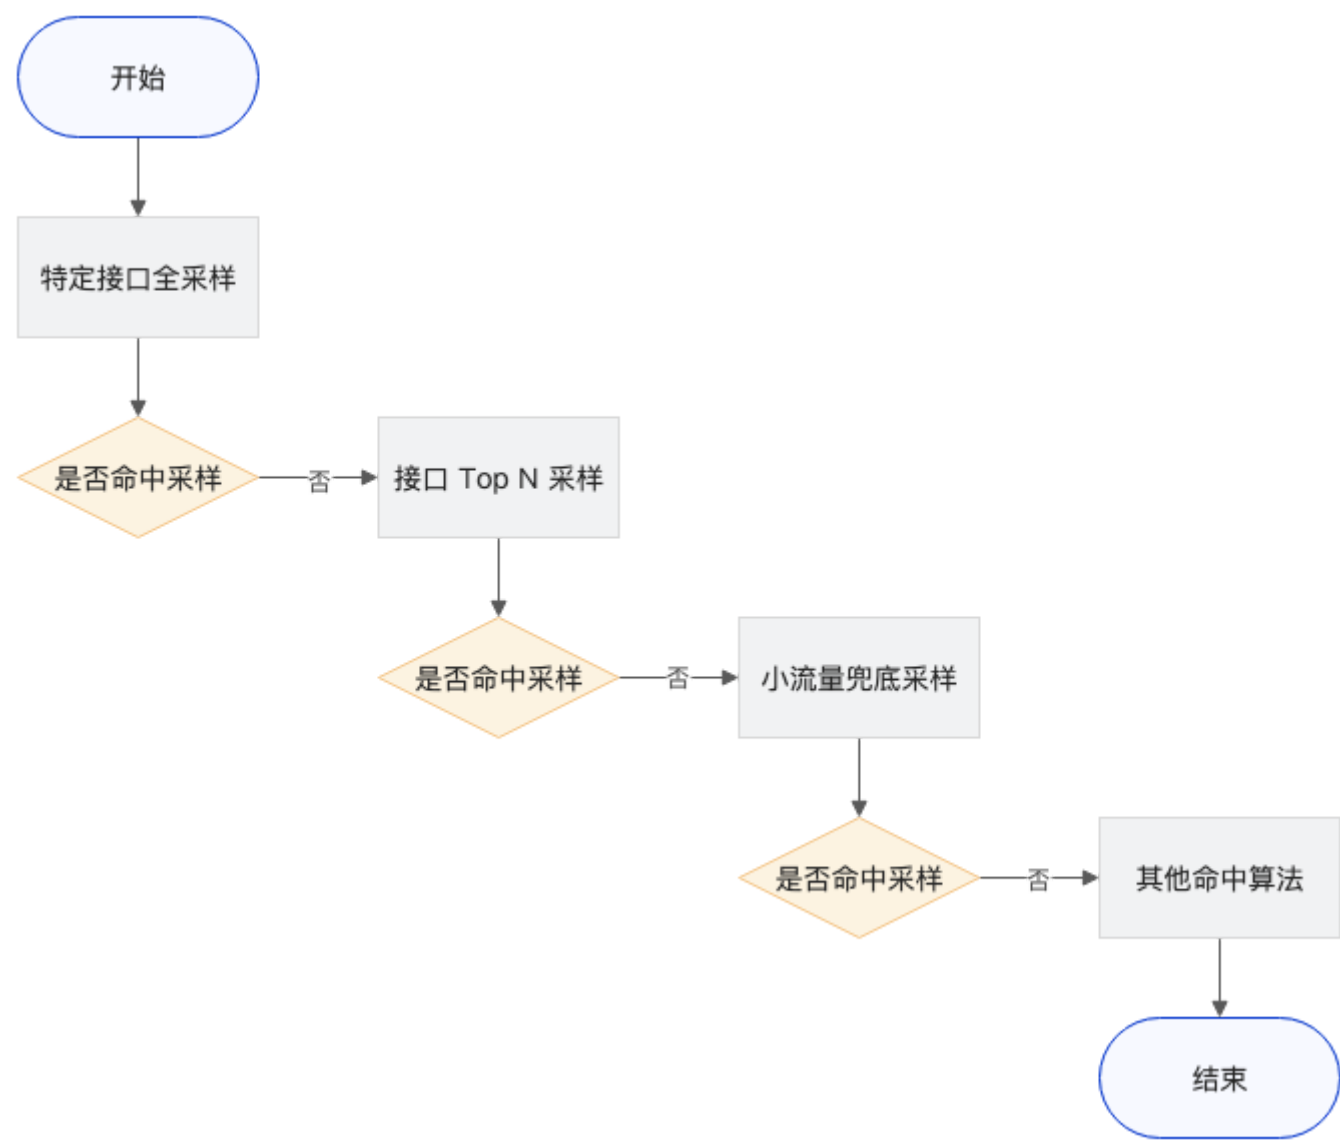 开始
特定接口全采样
是否命中采样
否
接口 Top N 采样
是否命中采样
否
小流量兜底采样
是否命中采样
否
其他命中算法
结束